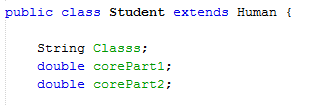 public class Student extends Human {
String Classs;
double corePart1;
double corePart2;